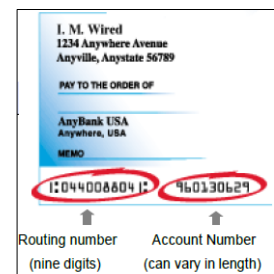 I. M. Wired
1234 Anywhere Avenue
Anyville, Anystate 56789
PAY TO THE ORDER OF
AnyBank USA
Anywhere, USA
MEMO
⑆044008804⑆ 960130629
Routing number Account Number
(nine digits) (can vary in length)